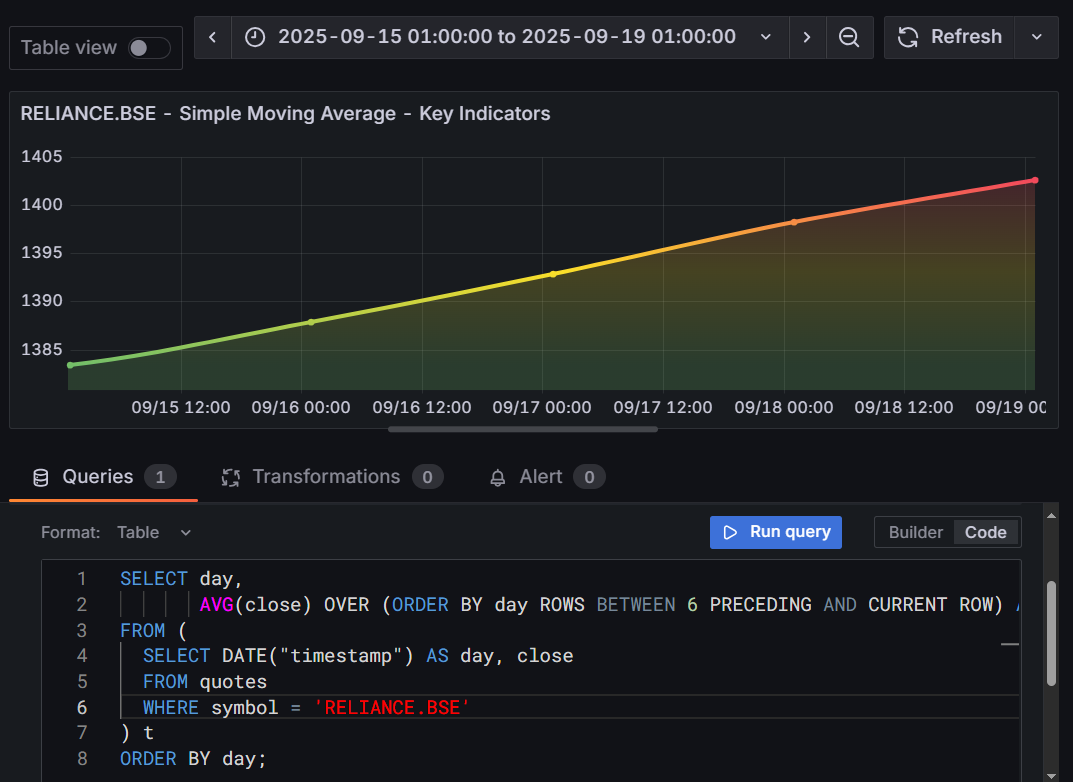 Table view
2025-09-15 01:00:00 to 2025-09-19 01:00:00
Refresh
RELIANCE.BSE - Simple Moving Average - Key Indicators
1405
1400
1395
1390
1385
09/15 12:00 09/16 00:00 09/16 12:00 09/17 00:00 09/17 12:00 09/18 00:00 09/18 12:00 09/19 00
Queries 1 Transformations 0 Alert 0
Format: Table Run query Builder Code
1 SELECT day,
2 AVG(close) OVER (ORDER BY day ROWS BETWEEN 6 PRECEDING AND CURRENT ROW)
3 FROM (
4 SELECT DATE("timestamp") AS day, close
5 FROM quotes
6 WHERE symbol = 'RELIANCE.BSE'
7 ) t
8 ORDER BY day;